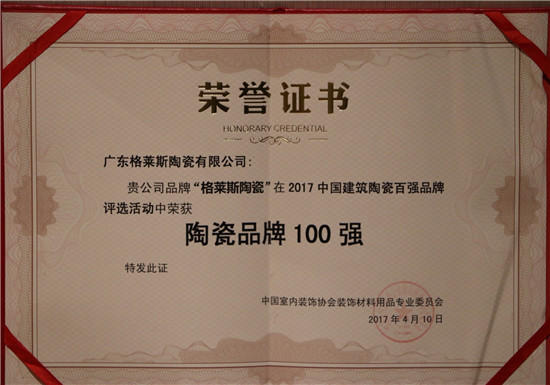 荣誉证书
HONORARY CREDENTIAL
广东格莱斯陶瓷有限公司:
贵公司品牌“格莱斯陶瓷”在2017中国建筑陶瓷百强品牌
评选活动中荣获
陶瓷品牌100强
特发此证
中国室内装饰协会装饰材料用品专业委员会
2017年4月10日